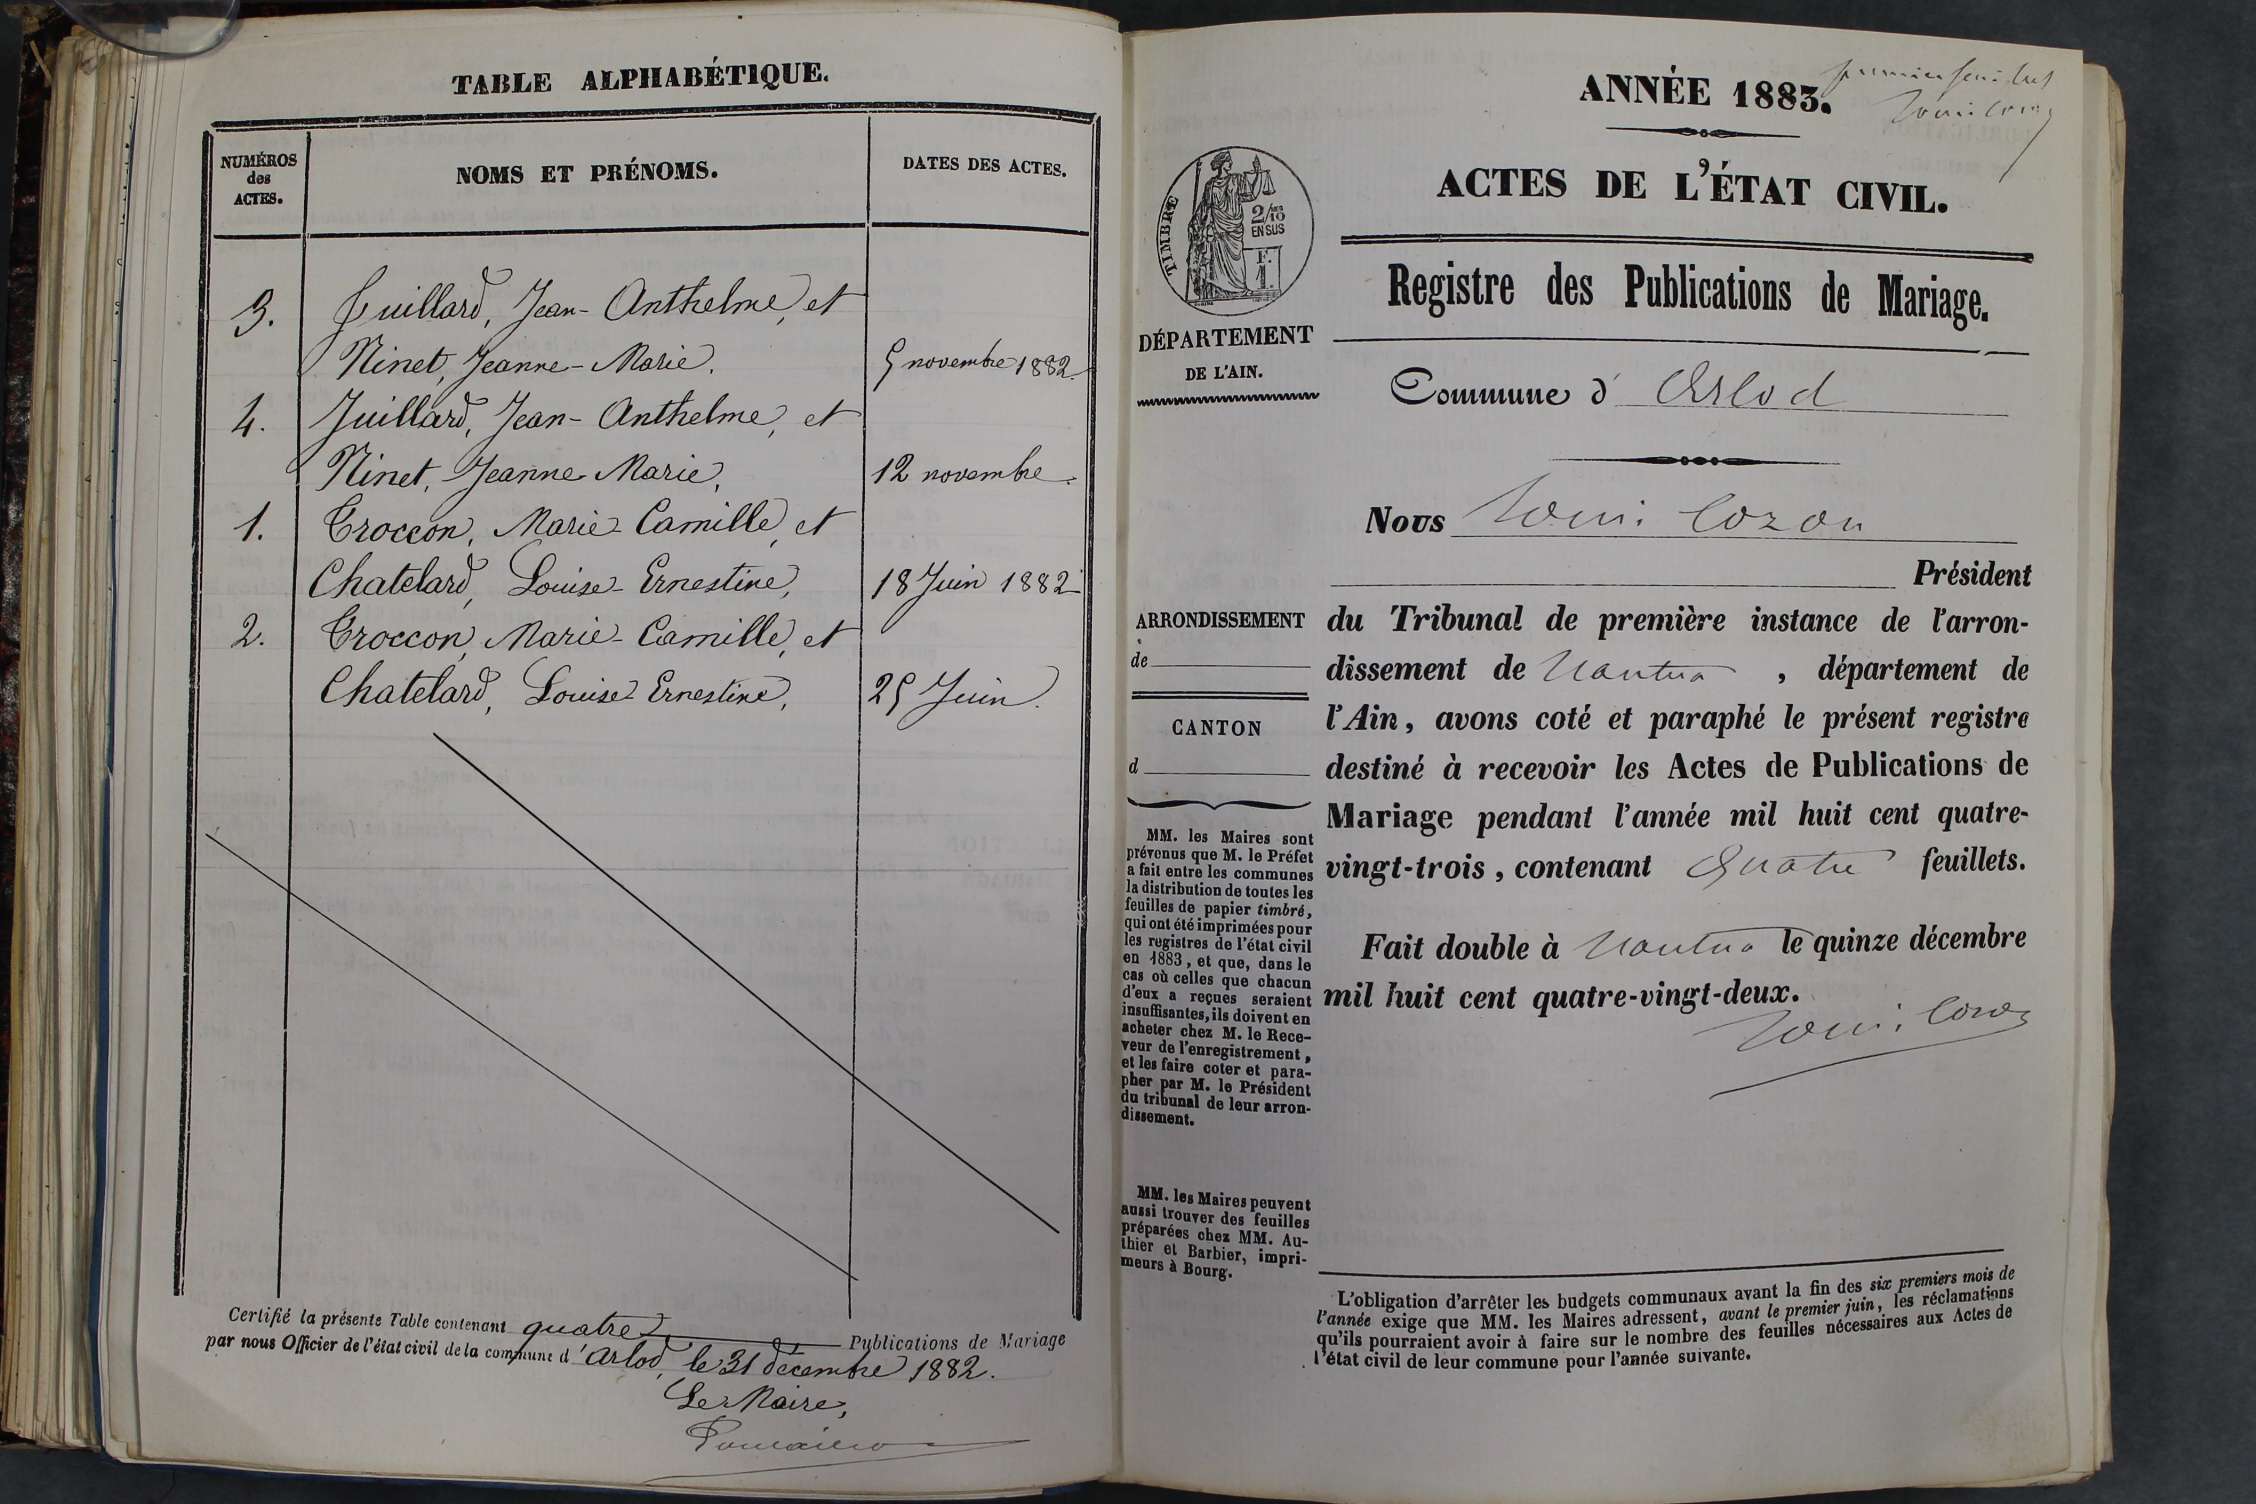 TABLE ALPHABÉTIQUE.
NUMÉROS
des
ACTES.
NOMS ET PRÉNOMS.
DATES DES ACTES.
3. Juillard, Jean-Anthelme, et
Ninet, Jeanne-Marie. 5 novembre 1882.
4. Juillard, Jean-Anthelme, et
Ninet, Jeanne-Marie, 12 novembre.
1. Troccon, Marie-Camille, et
Chatelard, Louise-Ernestine, 18 Juin 1882
2. Troccon, Marie-Camille, et
Chatelard, Louise-Ernestine, 25 Juin.
Certifié la présente Table contenant quatre Publications de Mariage
par nous Officier de l'état civil de la commune d'Arlod, le 31 décembre 1882.
Le Maire,
ANNÉE 1883.
premier feuillet
ACTES DE L'ÉTAT CIVIL.
TIMBRE
2/10 EN SUS
F.
1.
Registre des Publications de Mariage.
DÉPARTEMENT
DE L'AIN.
Commune d' Arlod
Nous Cozon
Président
ARRONDISSEMENT
de
CANTON
d
du Tribunal de première instance de l'arron-
dissement de Nantua, département de
l'Ain, avons coté et paraphé le présent registre
destiné à recevoir les Actes de Publications de
Mariage pendant l'année mil huit cent quatre-
vingt-trois, contenant quatre feuillets.
Fait double à Nantua le quinze décembre
mil huit cent quatre-vingt-deux.
MM. les Maires sont
prévenus que M. le Préfet
a fait entre les communes
la distribution de toutes les
feuilles de papier timbré,
qui ont été imprimées pour
les registres de l'état civil
en 1883, et que, dans le
cas où celles que chacun
d'eux a reçues seraient
insuffisantes, ils doivent en
acheter chez M. le Rece-
veur de l'enregistrement,
et les faire coter et para-
pher par M. le Président
du tribunal de leur arron-
dissement.
MM. les Maires peuvent
aussi trouver des feuilles
préparées chez MM. Au-
thier et Barbier, impri-
meurs à Bourg.
L'obligation d'arrêter les budgets communaux avant la fin des six premiers mois de
l'année exige que MM. les Maires adressent, avant le premier juin, les réclamations
qu'ils pourraient avoir à faire sur le nombre des feuilles nécessaires aux Actes de
l'état civil de leur commune pour l'année suivante.